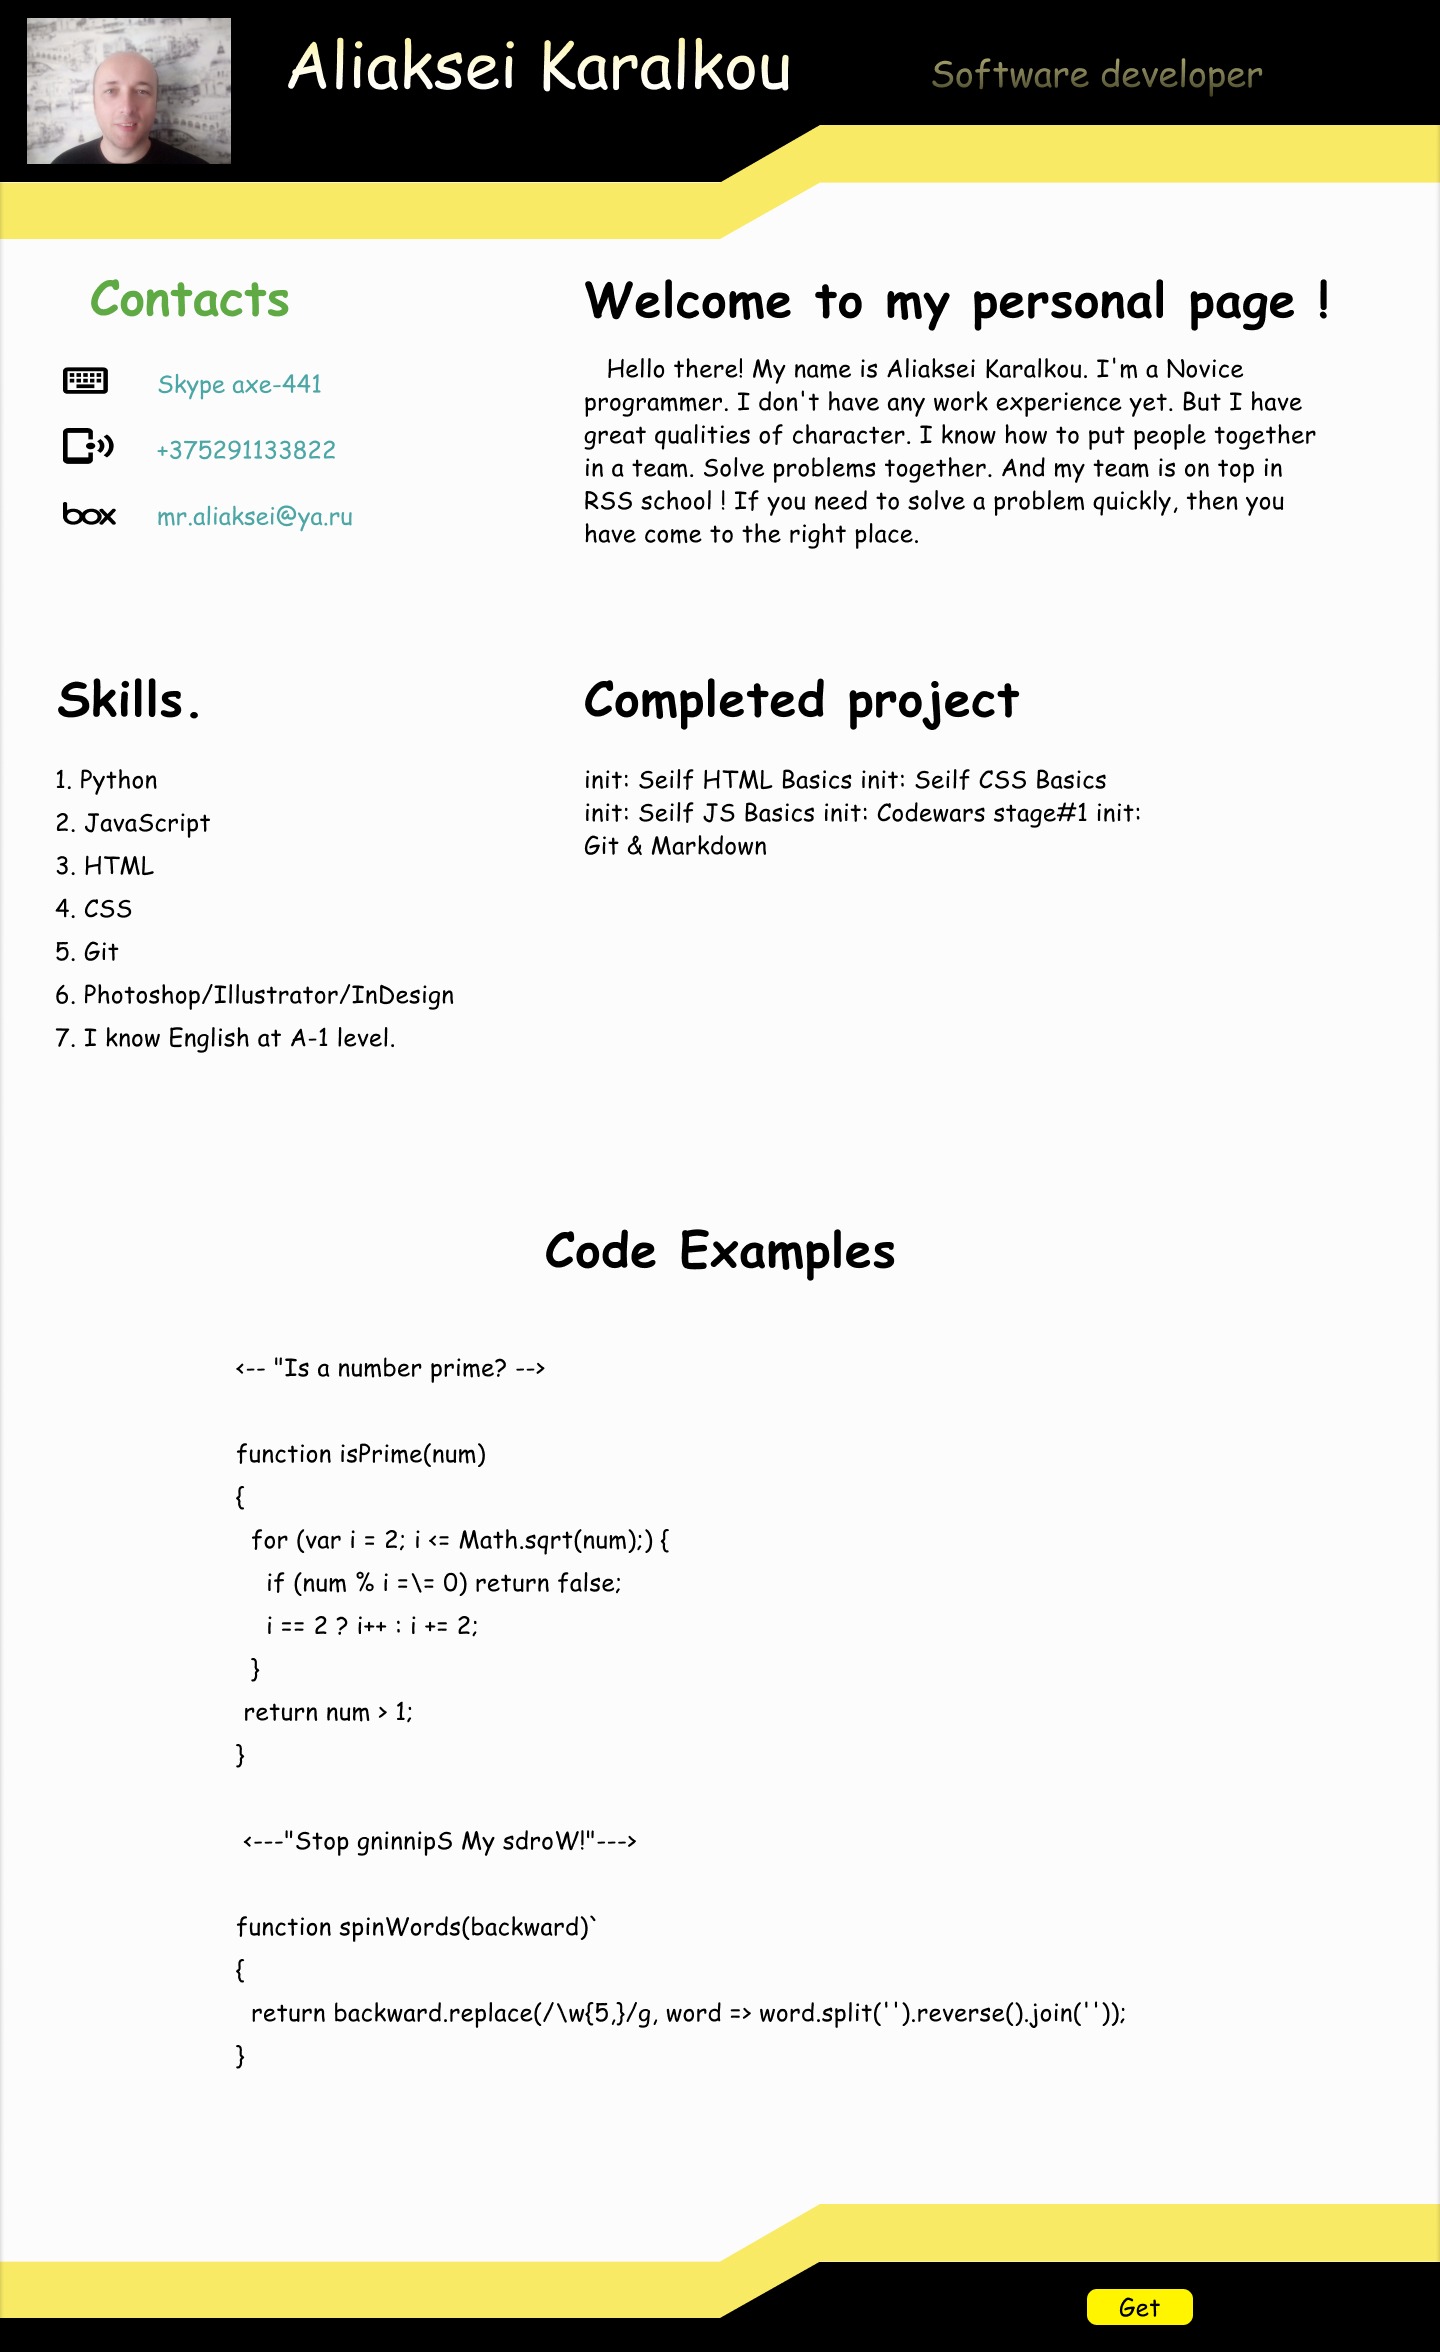 Aliaksei Karalkou
Software developer
Contacts
Skype axe-441
+375291133822
box
mr.aliaksei@ya.ru
Welcome to my personal page !
Hello there! My name is Aliaksei Karalkou. I'm a Novice
programmer. I don't have any work experience yet. But I have
great qualities of character. I know how to put people together
in a team. Solve problems together. And my team is on top in
RSS school ! If you need to solve a problem quickly, then you
have come to the right place.
Skills.
1. Python
2. JavaScript
3. HTML
4. CSS
5. Git
6. Photoshop/Illustrator/InDesign
7. I know English at A-1 level.
Completed project
init: Seilf HTML Basics init: Seilf CSS Basics
init: Seilf JS Basics init: Codewars stage#1 init:
Git & Markdown
Code Examples
<-- "Is a number prime? -->
function isPrime(num)
{
for (var i = 2; i <= Math.sqrt(num);) {
if (num % i =\= 0) return false;
i == 2 ? i++ : i += 2;
}
return num > 1;
}
<---"Stop gninnipS My sdroW!"--->
function spinWords(backward)`
{
return backward.replace(/\w{5,}/g, word => word.split('').reverse().join(''));
}
Get